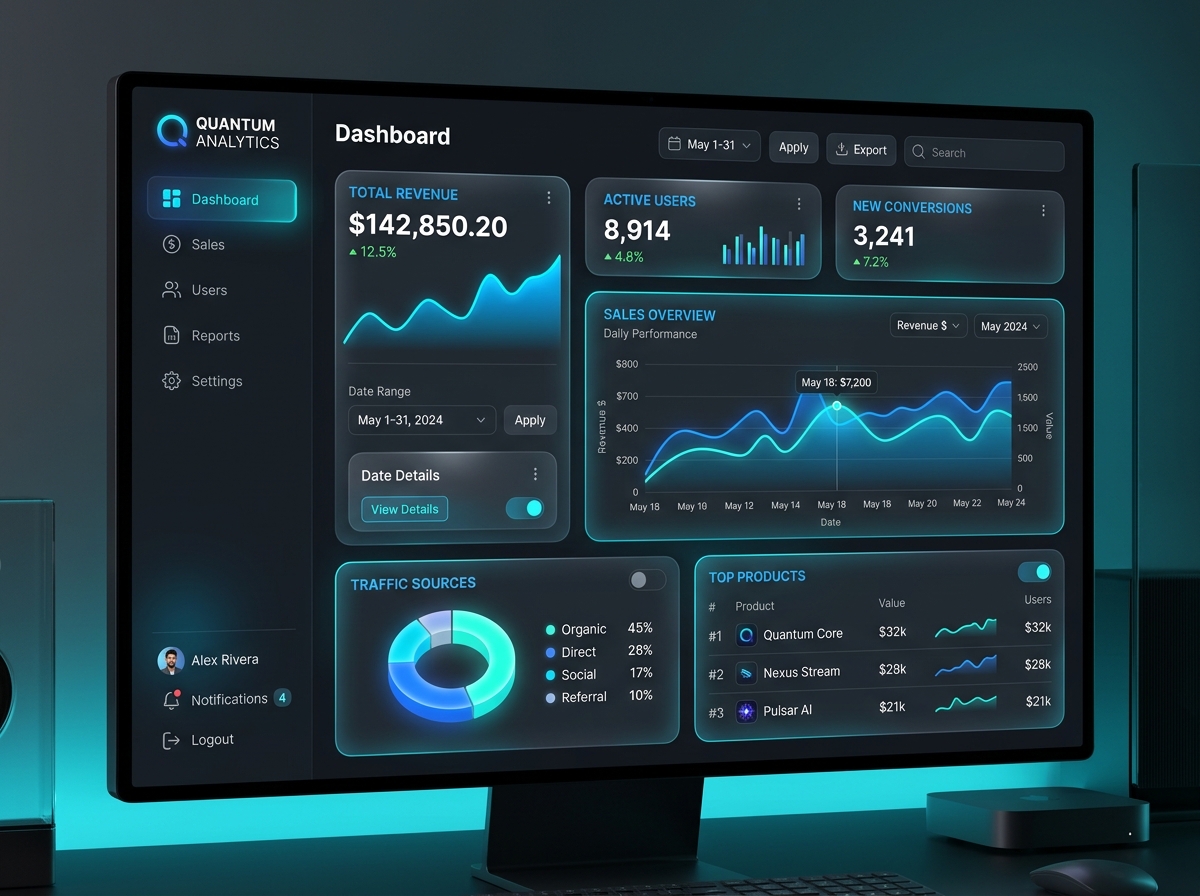 QUANTUM
ANALYTICS
Dashboard
Sales
Users
Reports
Settings
Alex Rivera
Notifications 4
Logout
Dashboard
May 1-31
Apply
Export
Search
TOTAL REVENUE
$142,850.20
▲ 12.5%
Date Range
May 1-31, 2024
Apply
Date Details
View Details
ACTIVE USERS
8,914
▲ 4.8%
NEW CONVERSIONS
3,241
▲ 7.2%
SALES OVERVIEW
Dally Partormance
Revenue $
May 2024
$800
$700
$400
$200
0
Revenue $
May 18: $7,200
2500
1.500
1500
500
0
Value
May 18 May 10 May 12 May 14 May 18 May 18 May 20 May 22 May 24
Date
TRAFFIC SOURCES
Organic 45%
Direct 28%
Social 17%
Referral 10%
TOP PRODUCTS
# Product Value Users
#1 Quantum Core $32k $32k
#2 Nexus Stream $28k $28k
#3 Pulsar AI $21k $21k